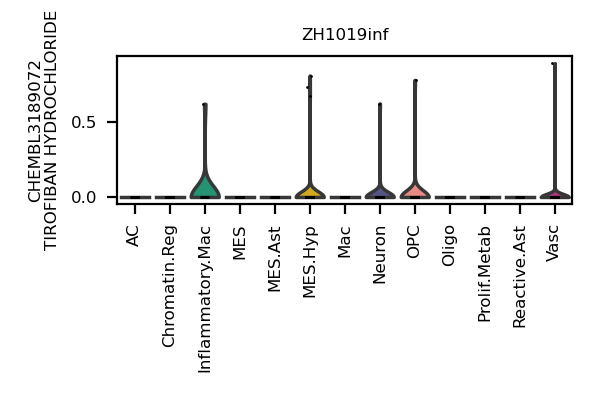 ZH1019inf
CHEMBL3189072
TIROFIBAN HYDROCHLORIDE
0.5
0.0
AC
Chromatin.Reg
Inflammatory.Mac
MES
MES.Ast
MES.Hyp
Mac
Neuron
OPC
Oligo
Prolif.Metab
Reactive.Ast
Vasc